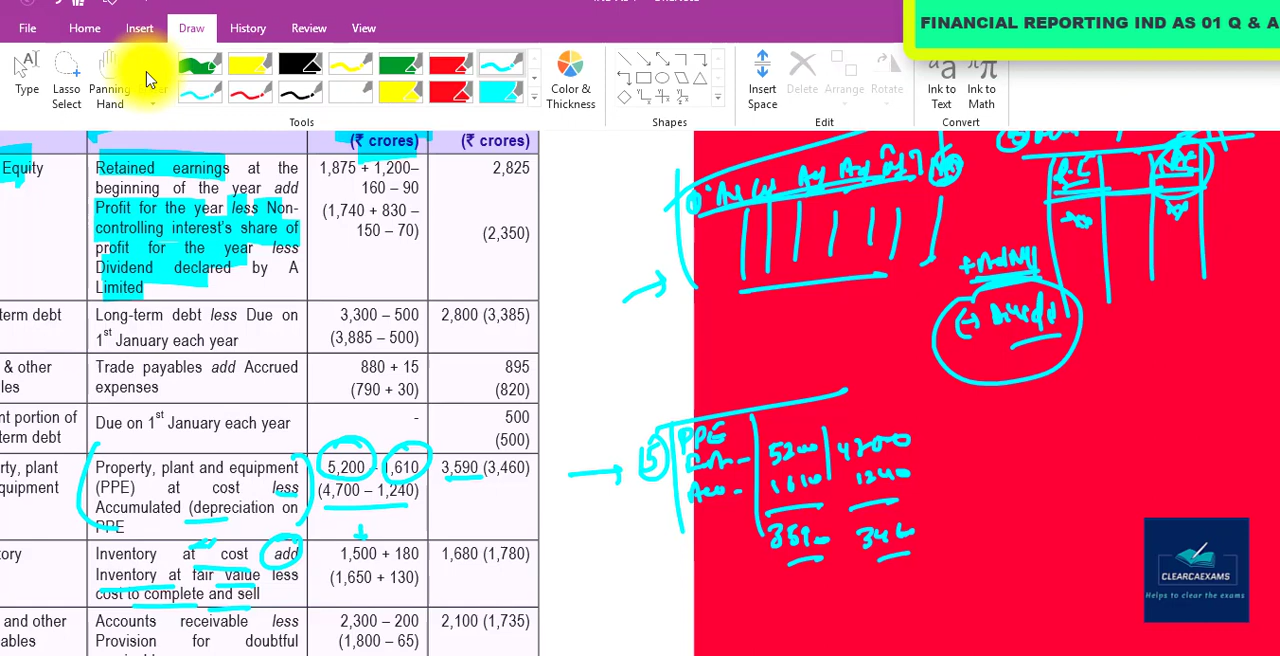 FINANCIAL REPORTING IND AS 01 Q & A
File Home Insert Draw History Review View
Type
Lasso Select
Panning Hand
Color & Thickness
Insert Space
Delete
Arrange
Rotate
Ink to Text
Ink to Math
Tools
Shapes
Edit
Convert
(₹ crores) (₹ crores)
Equity
Retained earnings at the
beginning of the year add
Profit for the year less Non-
controlling interest's share of
profit for the year less
Dividend declared by A
Limited
1,875 + 1,200–
160 – 90
(1,740 + 830 –
150 – 70)
2,825
(2,350)
term debt
Long-term debt less Due on
1st January each year
3,300 – 500
(3,885 – 500)
2,800 (3,385)
& other
les
Trade payables add Accrued
expenses
880 + 15
(790 + 30)
895
(820)
nt portion of
term debt
Due on 1st January each year
-
500
(500)
rty, plant
equipment
Property, plant and equipment
(PPE) at cost less
Accumulated (depreciation on
PPE
5,200 – 1,610
(4,700 – 1,240)
3,590 (3,460)
tory
Inventory at cost add
Inventory at fair value less
cost to complete and sell
1,500 + 180
(1,650 + 130)
1,680 (1,780)
and other
ables
Accounts receivable less
Provision for doubtful
2,300 – 200
(1,800 – 65)
2,100 (1,735)
15 PPE
5200
1610 1240
CLEARCAEXAMS
Helps to clear the exams